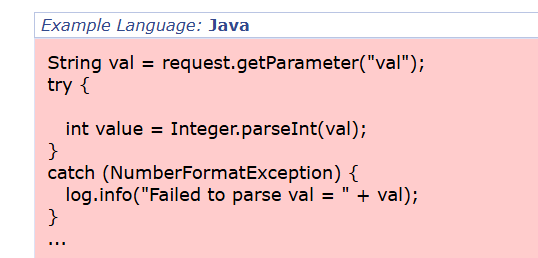 Example Language: Java
String val = request.getParameter("val");
try {
int value = Integer.parseInt(val);
}
catch (NumberFormatException) {
log.info("Failed to parse val = " + val);
}
...